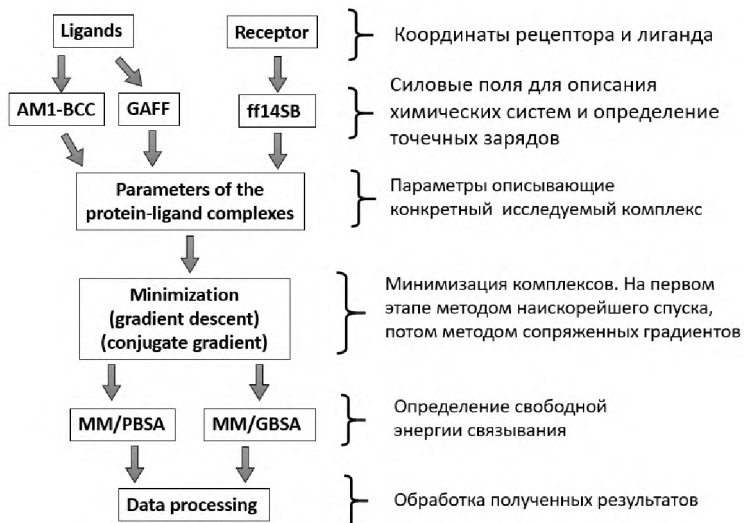 Ligands
Receptor
Координаты рецептора и лиганда
AM1-BCC
GAFF
ff14SB
Силовые поля для описания
химических систем и определение
точечных зарядов
Parameters of the
protein-ligand complexes
Параметры описывающие
конкретный исследуемый комплекс
Minimization
(gradient descent)
(conjugate gradient)
Минимизация комплексов. На первом
этапе методом наискорейшего спуска,
потом методом сопряженных градиентов
MM/PBSA
MM/GBSA
Определение свободной
энергии связывания
Data processing
Обработка полученных результатов